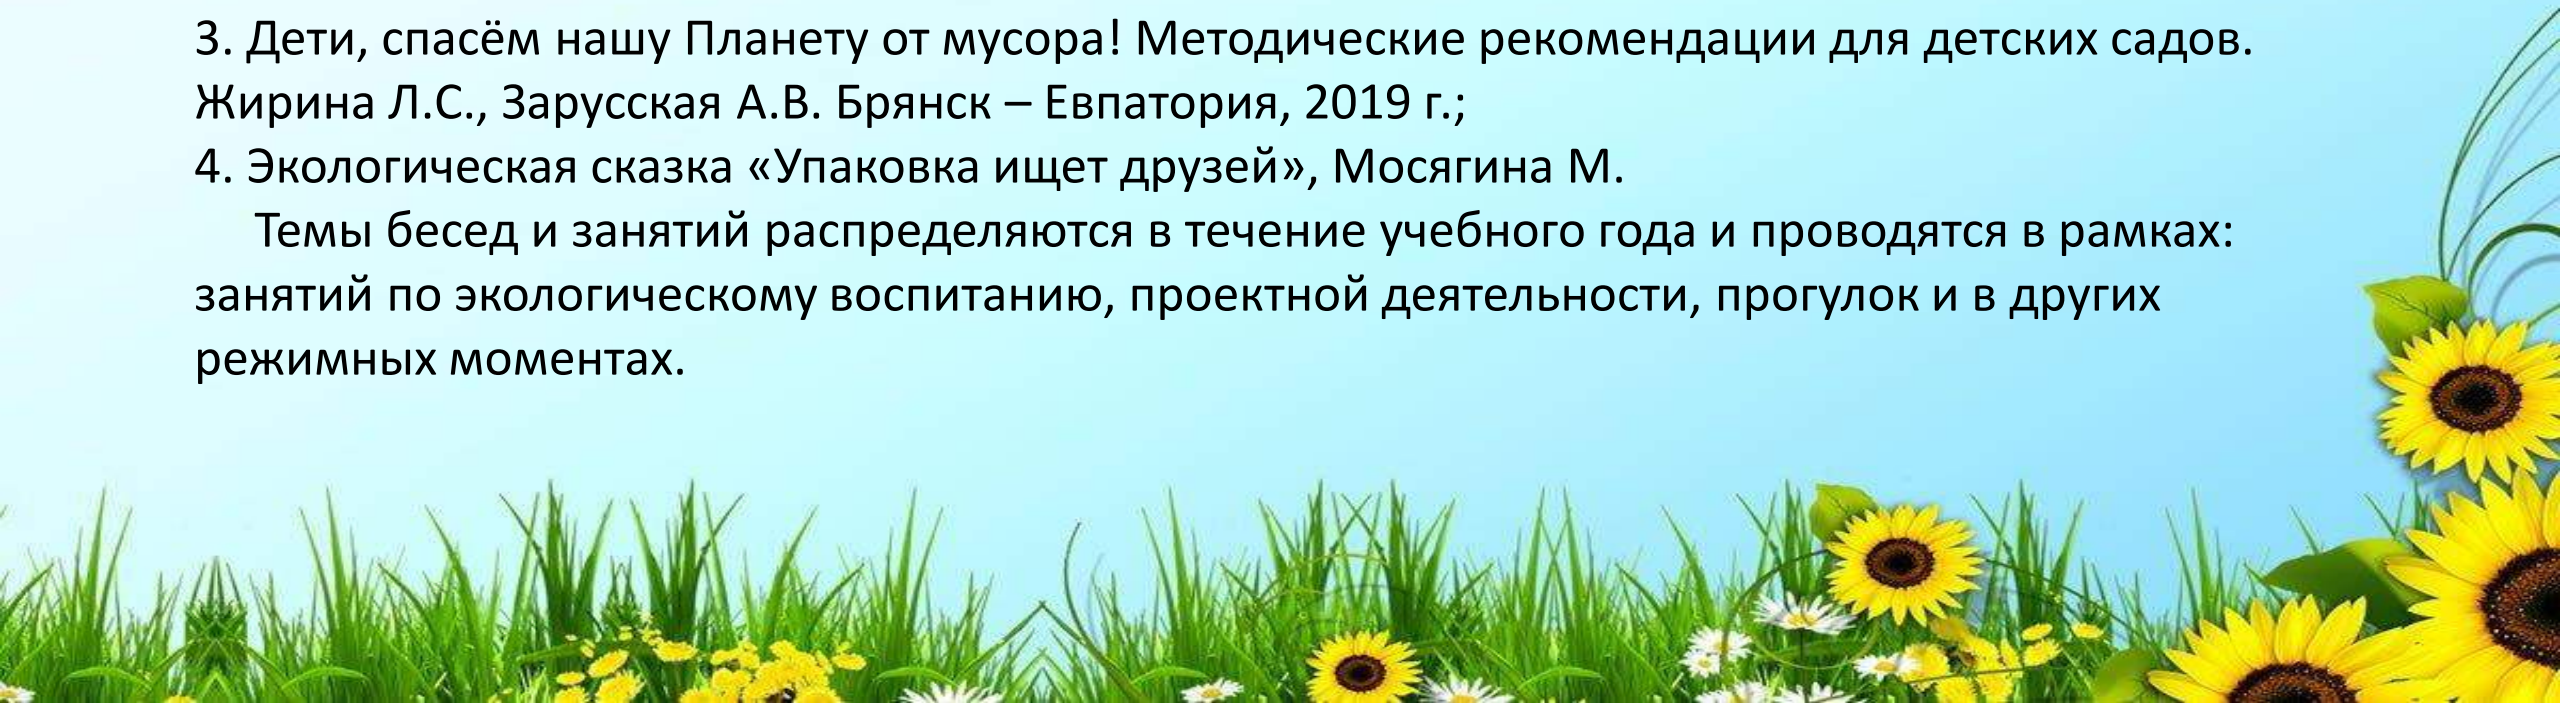 3. Дети, спасём нашу Планету от мусора! Методические рекомендации для детских садов.
Жирина Л.С., Зарусская А.В. Брянск – Евпатория, 2019 г.;
4. Экологическая сказка «Упаковка ищет друзей», Мосягина М.
Темы бесед и занятий распределяются в течение учебного года и проводятся в рамках:
занятий по экологическому воспитанию, проектной деятельности, прогулок и в других
режимных моментах.